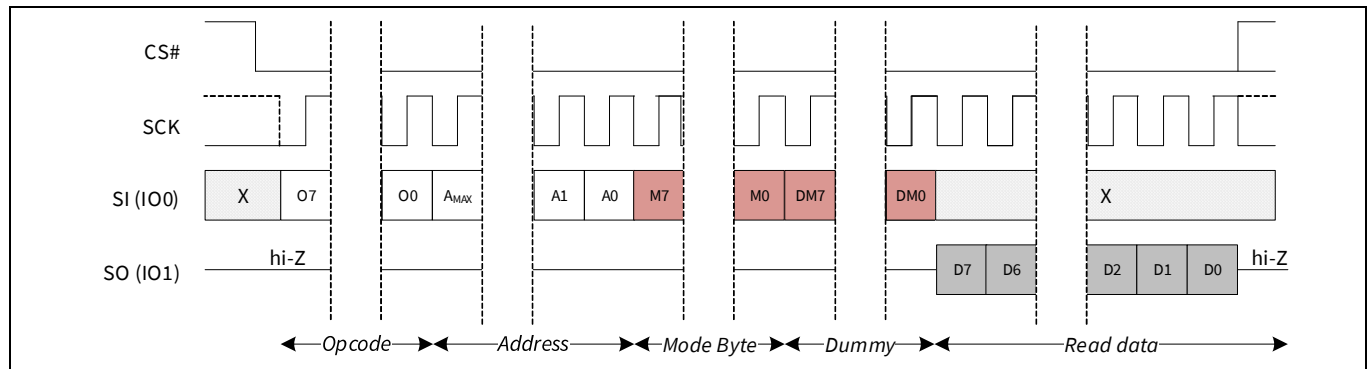 CS#
SCK
SI (IO0) X O7 O0 AMAX A1 A0 M7 M0 DM7 DM0 X
hi-Z hi-Z
SO (IO1) D7 D6 D2 D1 D0
Opcode Address Mode Byte Dummy Read data